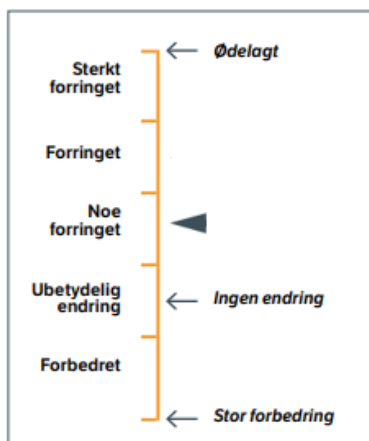 Ødelagt
Sterkt
forringet
Forringet
Noe
forringet
Ubetydelig
endring
Ingen endring
Forbedret
Stor forbedring